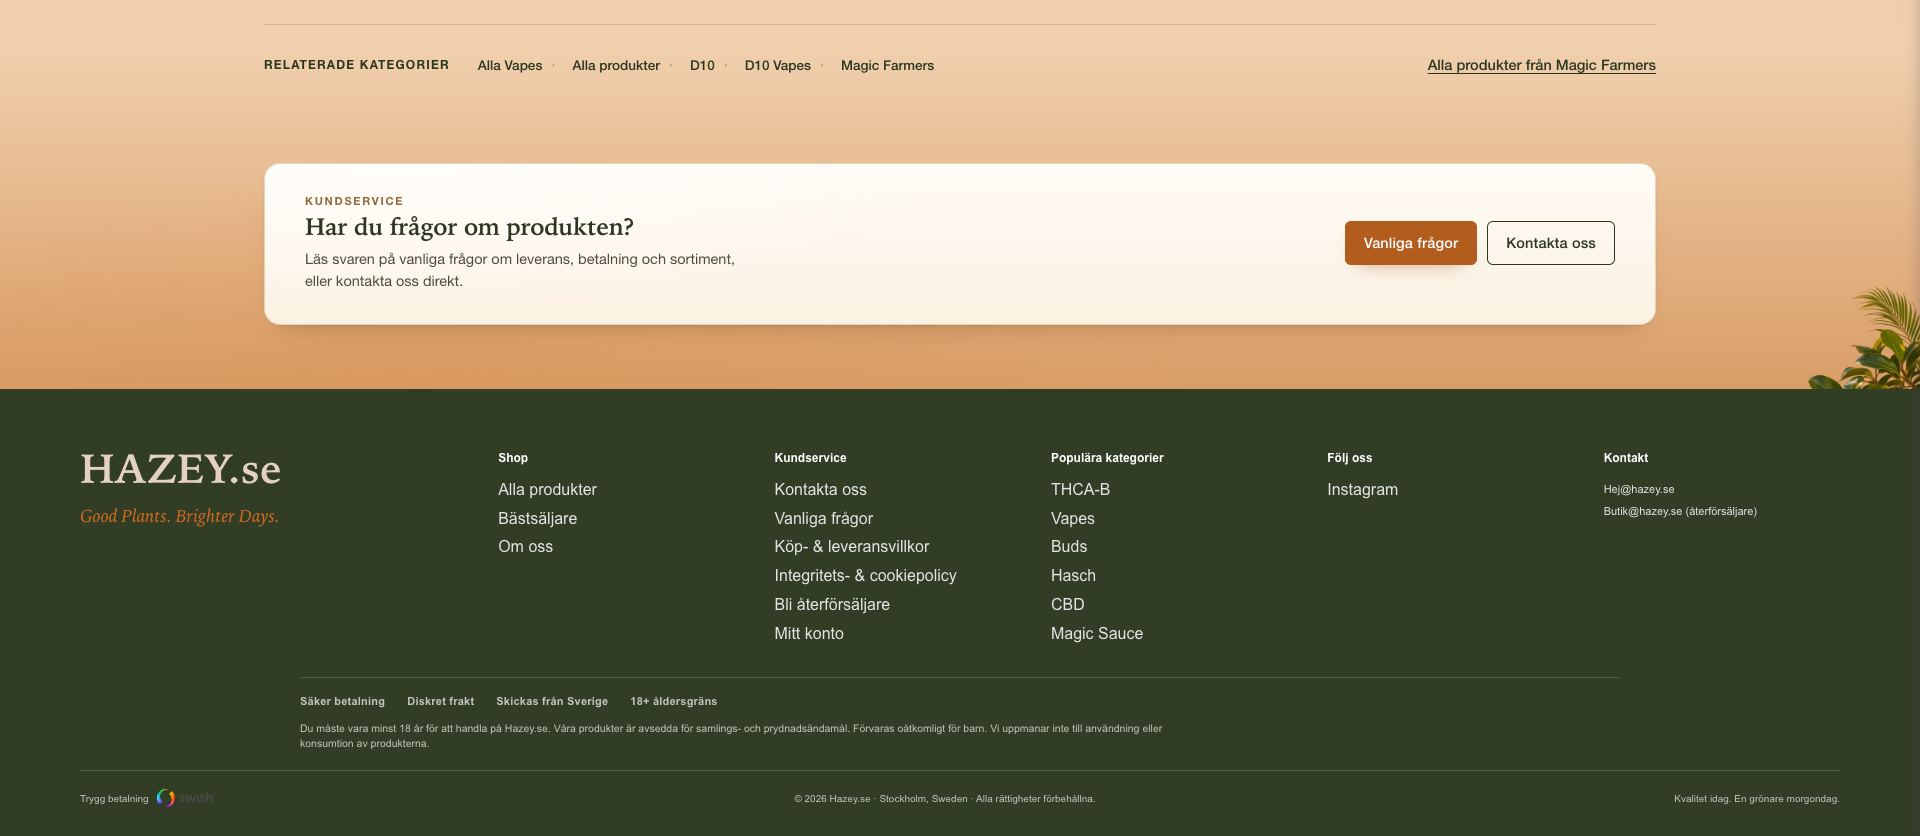 RELATERADE KATEGORIER Alla Vapes · Alla produkter · D10 · D10 Vapes · Magic Farmers Alla produkter från Magic Farmers
KUNDSERVICE
Har du frågor om produkten?
Läs svaren på vanliga frågor om leverans, betalning och sortiment,
eller kontakta oss direkt.
Vanliga frågor Kontakta oss
HAZEY.se
Good Plants. Brighter Days.
Shop
Alla produkter
Bästsäljare
Om oss
Kundservice
Kontakta oss
Vanliga frågor
Köp- & leveransvillkor
Integritets- & cookiepolicy
Bli återförsäljare
Mitt konto
Populära kategorier
THCA-B
Vapes
Buds
Hasch
CBD
Magic Sauce
Följ oss
Instagram
Kontakt
Hej@hazey.se
Butik@hazey.se (återförsäljare)
Säker betalning Diskret frakt Skickas från Sverige 18+ åldersgräns
Du måste vara minst 18 år för att handla på Hazey.se. Våra produkter är avsedda för samlings- och prydnadsändamål. Förvaras oåtkomligt för barn. Vi uppmanar inte till användning eller
konsumtion av produkterna.
Trygg betalning swish © 2026 Hazey.se · Stockholm, Sweden · Alla rättigheter förbehållna. Kvalitet idag. En grönare morgondag.